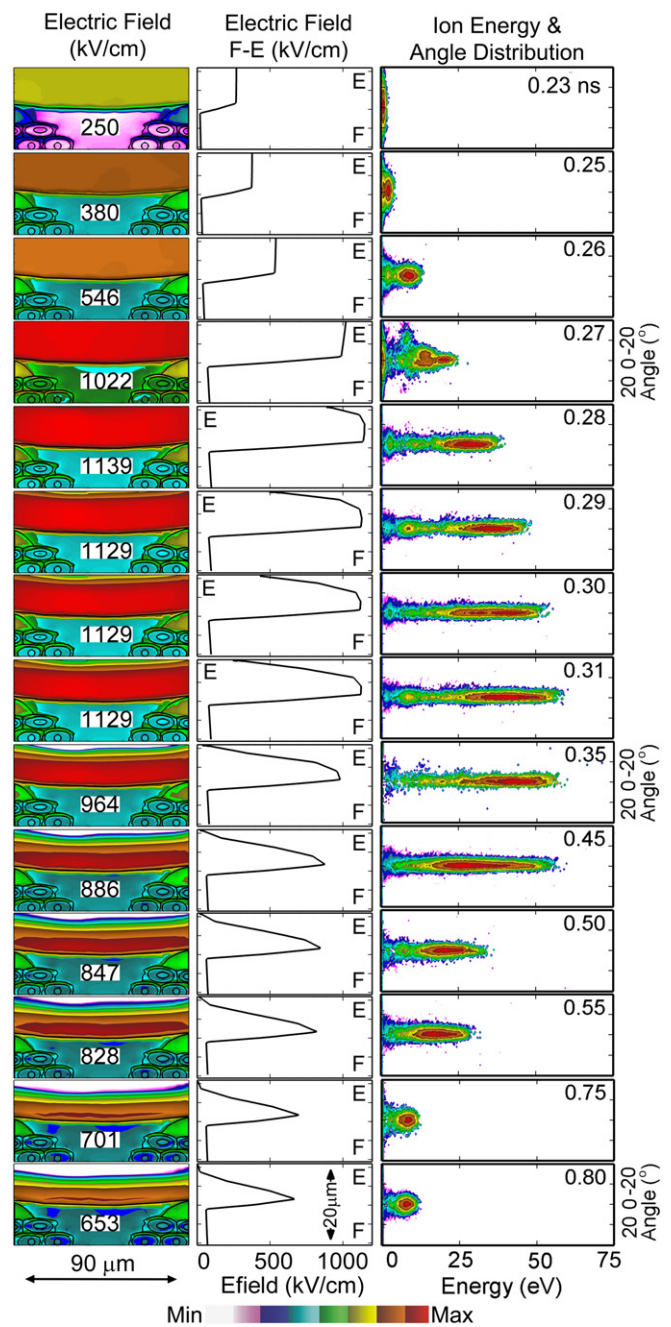 Electric Field
(kV/cm)
Electric Field
F-E (kV/cm)
Ion Energy &
Angle Distribution
250
E
F
0.23 ns
380
E
F
0.25
546
E
F
0.26
1022
E
F
0.27
20 0-20
Angle (°)
1139
E
F
0.28
1129
E
F
0.29
1129
E
F
0.30
1129
E
F
0.31
964
E
F
0.35
20 0-20
Angle (°)
886
E
F
0.45
847
E
F
0.50
828
E
F
0.55
701
E
F
0.75
653
E
F
20μm
0.80
20 0-20
Angle (°)
90 μm
0 500 1000
Efield (kV/cm)
0 25 50 75
Energy (eV)
Min Max